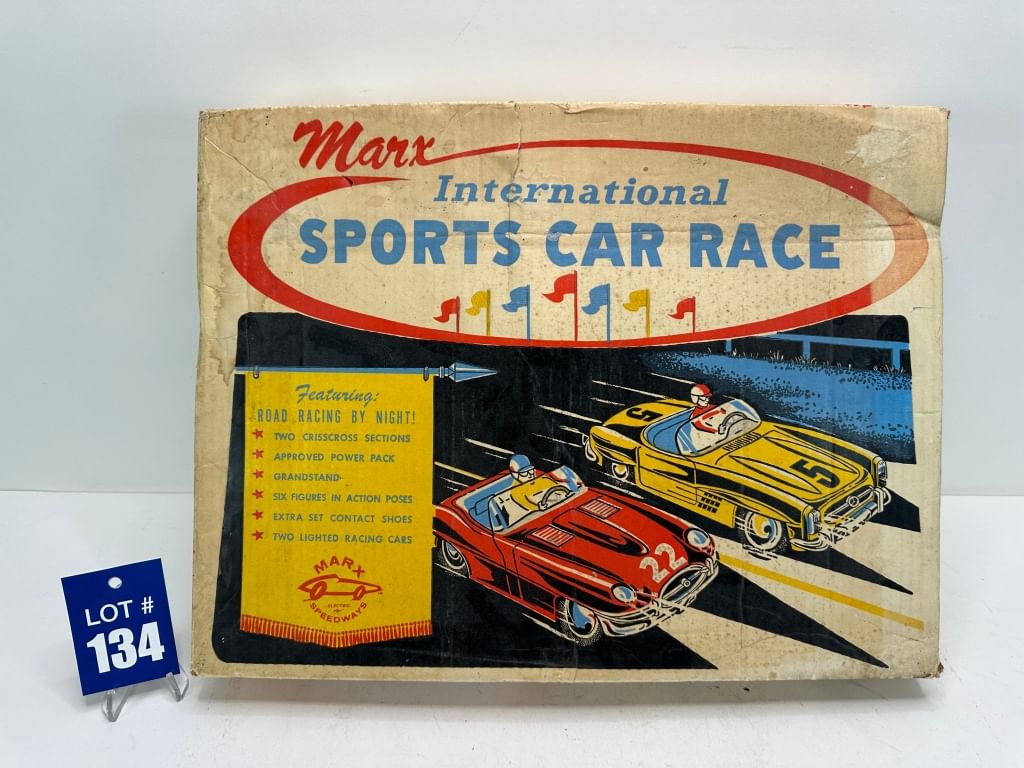 Marx
International
SPORTS CAR RACE
Featuring:
ROAD RACING BY NIGHT!
★ TWO CRISSCROSS SECTIONS
★ APPROVED POWER PACK
★ GRANDSTAND
★ SIX FIGURES IN ACTION POSES
★ EXTRA SET CONTACT SHOES
★ TWO LIGHTED RACING CARS
MARX
ELECTRIC
SPEEDWAYS
5
5
22
LOT #
134